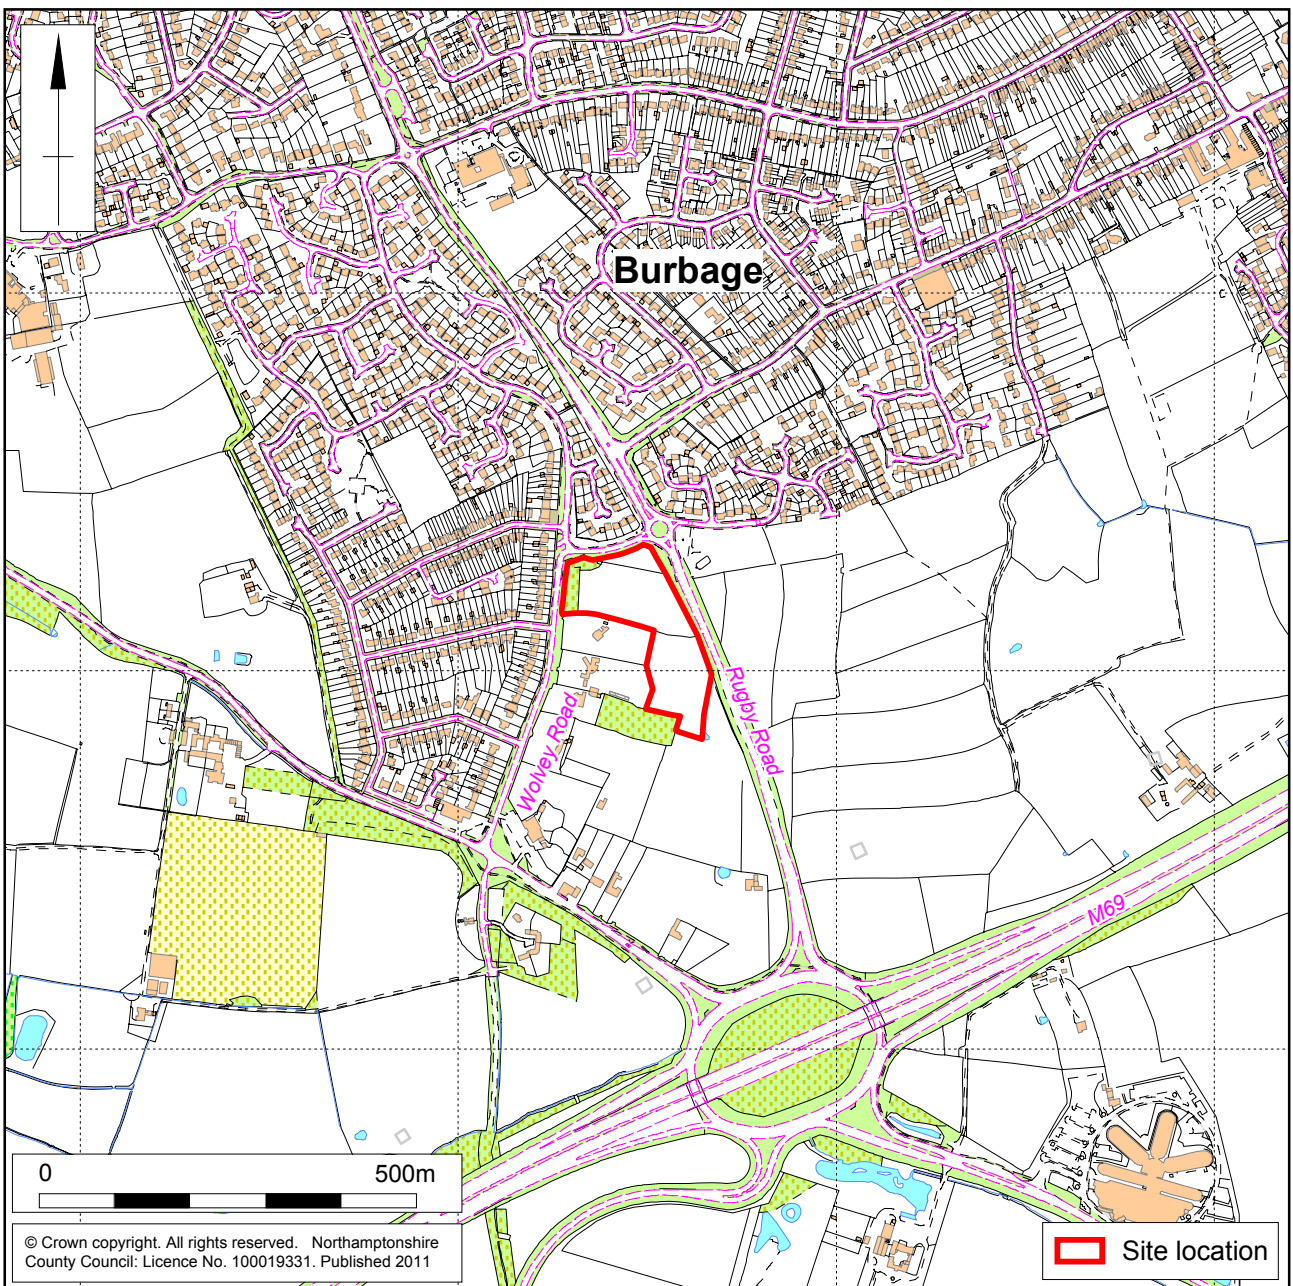 Burbage
Rugby Road
Wolvey Road
M69
0 500m
© Crown copyright. All rights reserved. Northamptonshire
County Council: Licence No. 100019331. Published 2011
Site location